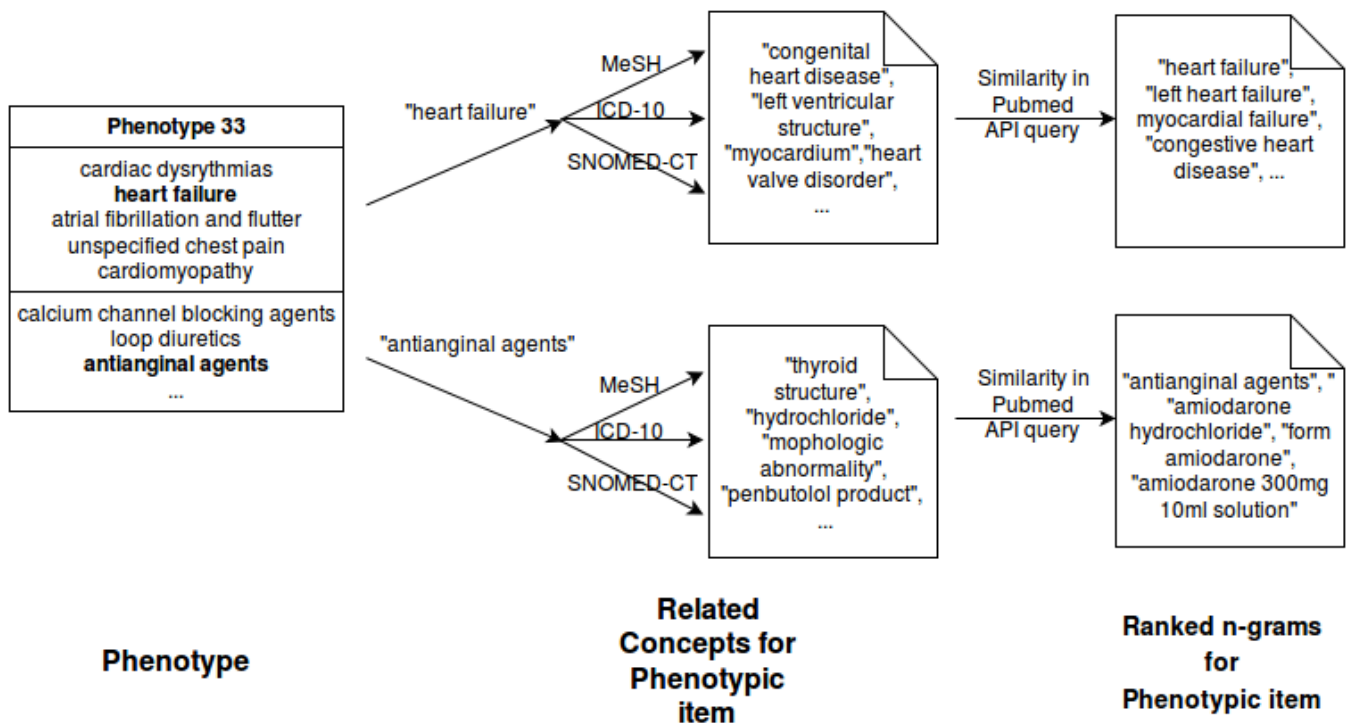 Phenotype 33
cardiac dysrythmias
heart failure
atrial fibrillation and flutter
unspecified chest pain
cardiomyopathy
calcium channel blocking agents
loop diuretics
antianginal agents
...
"heart failure"
MeSH
ICD-10
SNOMED-CT
"congenital
heart disease",
"left ventricular
structure",
"myocardium","heart
valve disorder",
...
Similarity in
Pubmed
API query
"heart failure",
"left heart failure",
myocardial failure",
"congestive heart
disease", ...
"antianginal agents"
MeSH
ICD-10
SNOMED-CT
"thyroid
structure",
"hydrochloride",
"mophologic
abnormality",
"penbutolol product",
...
Similarity in
Pubmed
API query
"antianginal agents", "
"amiodarone
hydrochloride", "form
amiodarone",
"amiodarone 300mg
10ml solution"
Phenotype
Related
Concepts for
Phenotypic
item
Ranked n-grams
for
Phenotypic item